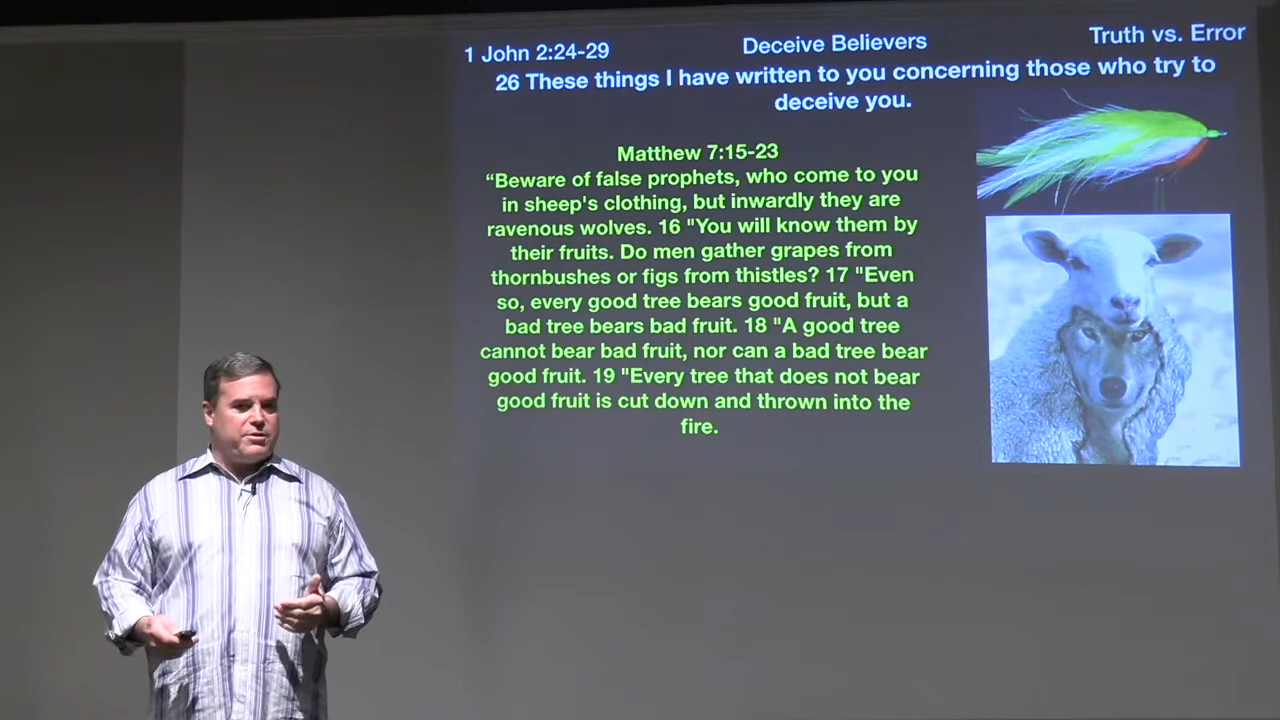 1 John 2:24-29 Deceive Believers Truth vs. Error
26 These things I have written to you concerning those who try to
deceive you.
Matthew 7:15-23
“Beware of false prophets, who come to you
in sheep's clothing, but inwardly they are
ravenous wolves. 16 "You will know them by
their fruits. Do men gather grapes from
thornbushes or figs from thistles? 17 "Even
so, every good tree bears good fruit, but a
bad tree bears bad fruit. 18 "A good tree
cannot bear bad fruit, nor can a bad tree bear
good fruit. 19 "Every tree that does not bear
good fruit is cut down and thrown into the
fire.